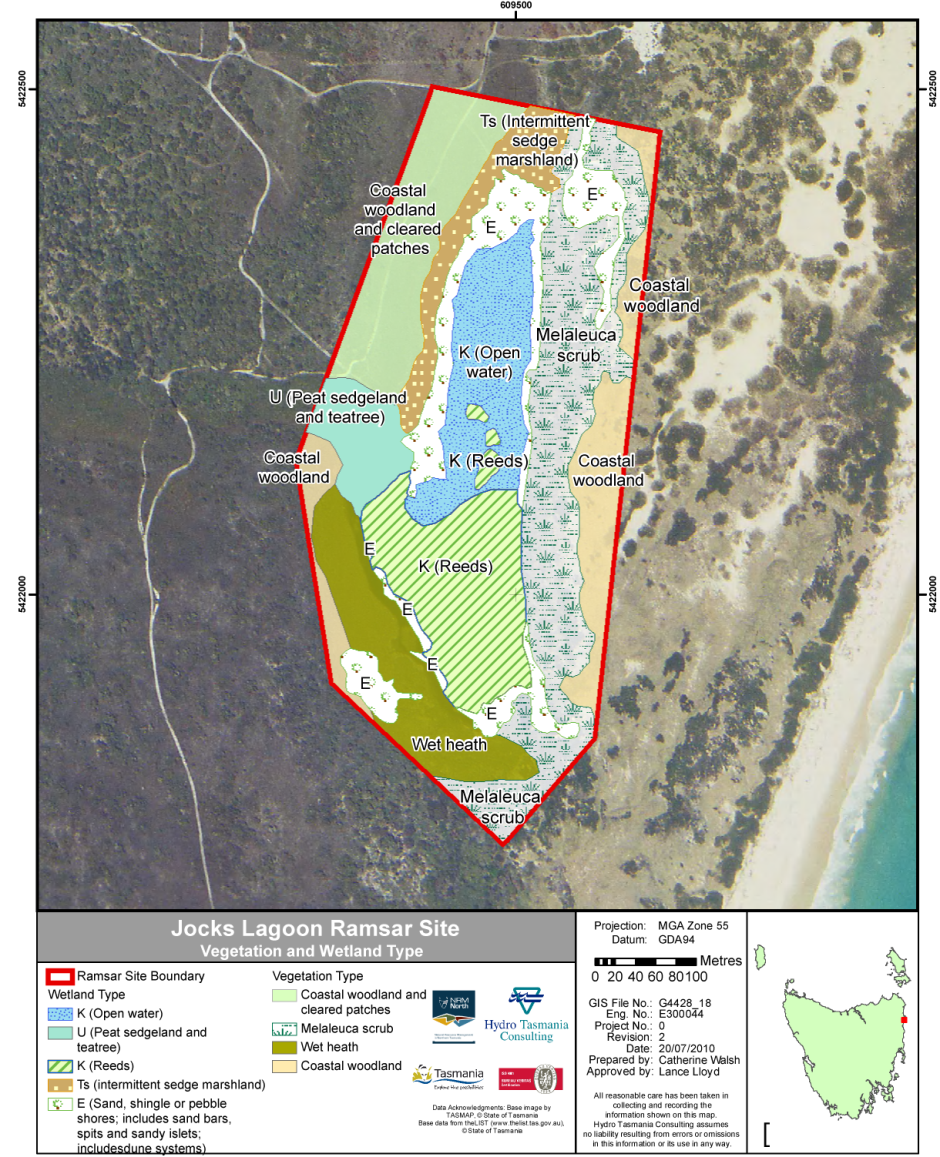 609500
5422500
5422500
Ts (Intermittent
sedge
marshland)
Coastal
woodland
and cleared
patches
E
E
Coastal
woodland
Melaleuca
scrub
K (Open
water)
U (Peat sedgeland
and teatree)
Coastal
woodland
K (Reeds)
Coastal
woodland
E
K (Reeds)
5422000
5422000
E
E
E
E
Wet heath
Melaleuca
scrub
Jocks Lagoon Ramsar Site
Vegetation and Wetland Type
Ramsar Site Boundary
Wetland Type
K (Open water)
U (Peat sedgeland and
teatree)
K (Reeds)
Ts (intermittent sedge marshland)
E (Sand, shingle or pebble
shores; includes sand bars,
spits and sandy islets;
includesdune systems)
Vegetation Type
Coastal woodland and
cleared patches
Melaleuca scrub
Wet heath
Coastal woodland
NRM
North
Hydro Tasmania
Consulting
Tasmania
Explore the possibilities
BUREAU VERITAS
Data Acknowledgments: Base image by
TASMAP, © State of Tasmania
Base data from theLIST (www.thelist.tas.gov.au),
© State of Tasmania
Projection: MGA Zone 55
Datum: GDA94
Metres
0 20 40 60 80 100
GIS File No.: G4428_18
Eng. No.: E300044
Project No.: 0
Revision: 2
Date: 20/07/2010
Prepared by: Catherine Walsh
Approved by: Lance Lloyd
All reasonable care has been taken in
collecting and recording the
information shown on this map.
Hydro Tasmania Consulting assumes
no liability resulting from errors or omissions
in this information or its use in any way.
[